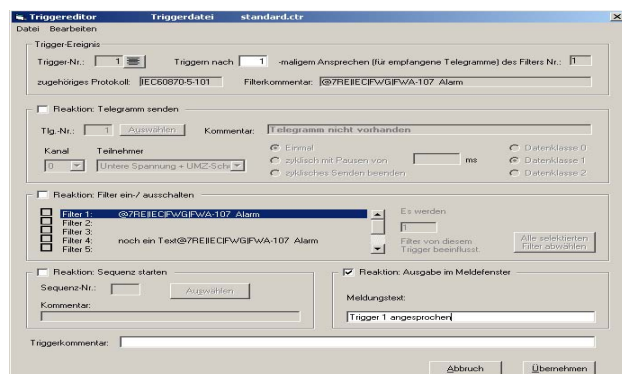 Triggereditor Triggerdatei standard.ctr
Datei Bearbeiten
Trigger-Ereignis
Trigger-Nr.: 1 Triggern nach 1 -maligem Ansprechen (für empfangene Telegramme) des Filters Nr.: 1
zugehöriges Protokoll: IEC60870-5-101 Filterkommentar: @7RE|IEC|FWG|FWA-107 Alarm
Reaktion: Telegramm senden
Tlg.-Nr.: 1 Auswählen Kommentar: Telegramm nicht vorhanden
Kanal Teilnehmer Einmal Datenklasse 0
0 Untere Spannung + UMZ-Sch zyklisch mit Pausen von ms Datenklasse 1
zyklisches Senden beenden Datenklasse 2
Reaktion: Filter ein-/ ausschalten
Filter 1: @7RE|IEC|FWG|FWA-107 Alarm Es werden
Filter 2: 1
Filter 3:
Filter 4: noch ein Text@7RE|IEC|FWG|FWA-107 Alarm Filter von diesem Alle selektierten
Filter 5: Trigger beeinflusst. Filter abwählen
Reaktion: Sequenz starten Reaktion: Ausgabe im Meldefenster
Sequenz-Nr.: Auswählen
Meldungstext:
Kommentar:
Trigger 1 angesprochen
Triggerkommentar:
Abbruch Übernehmen